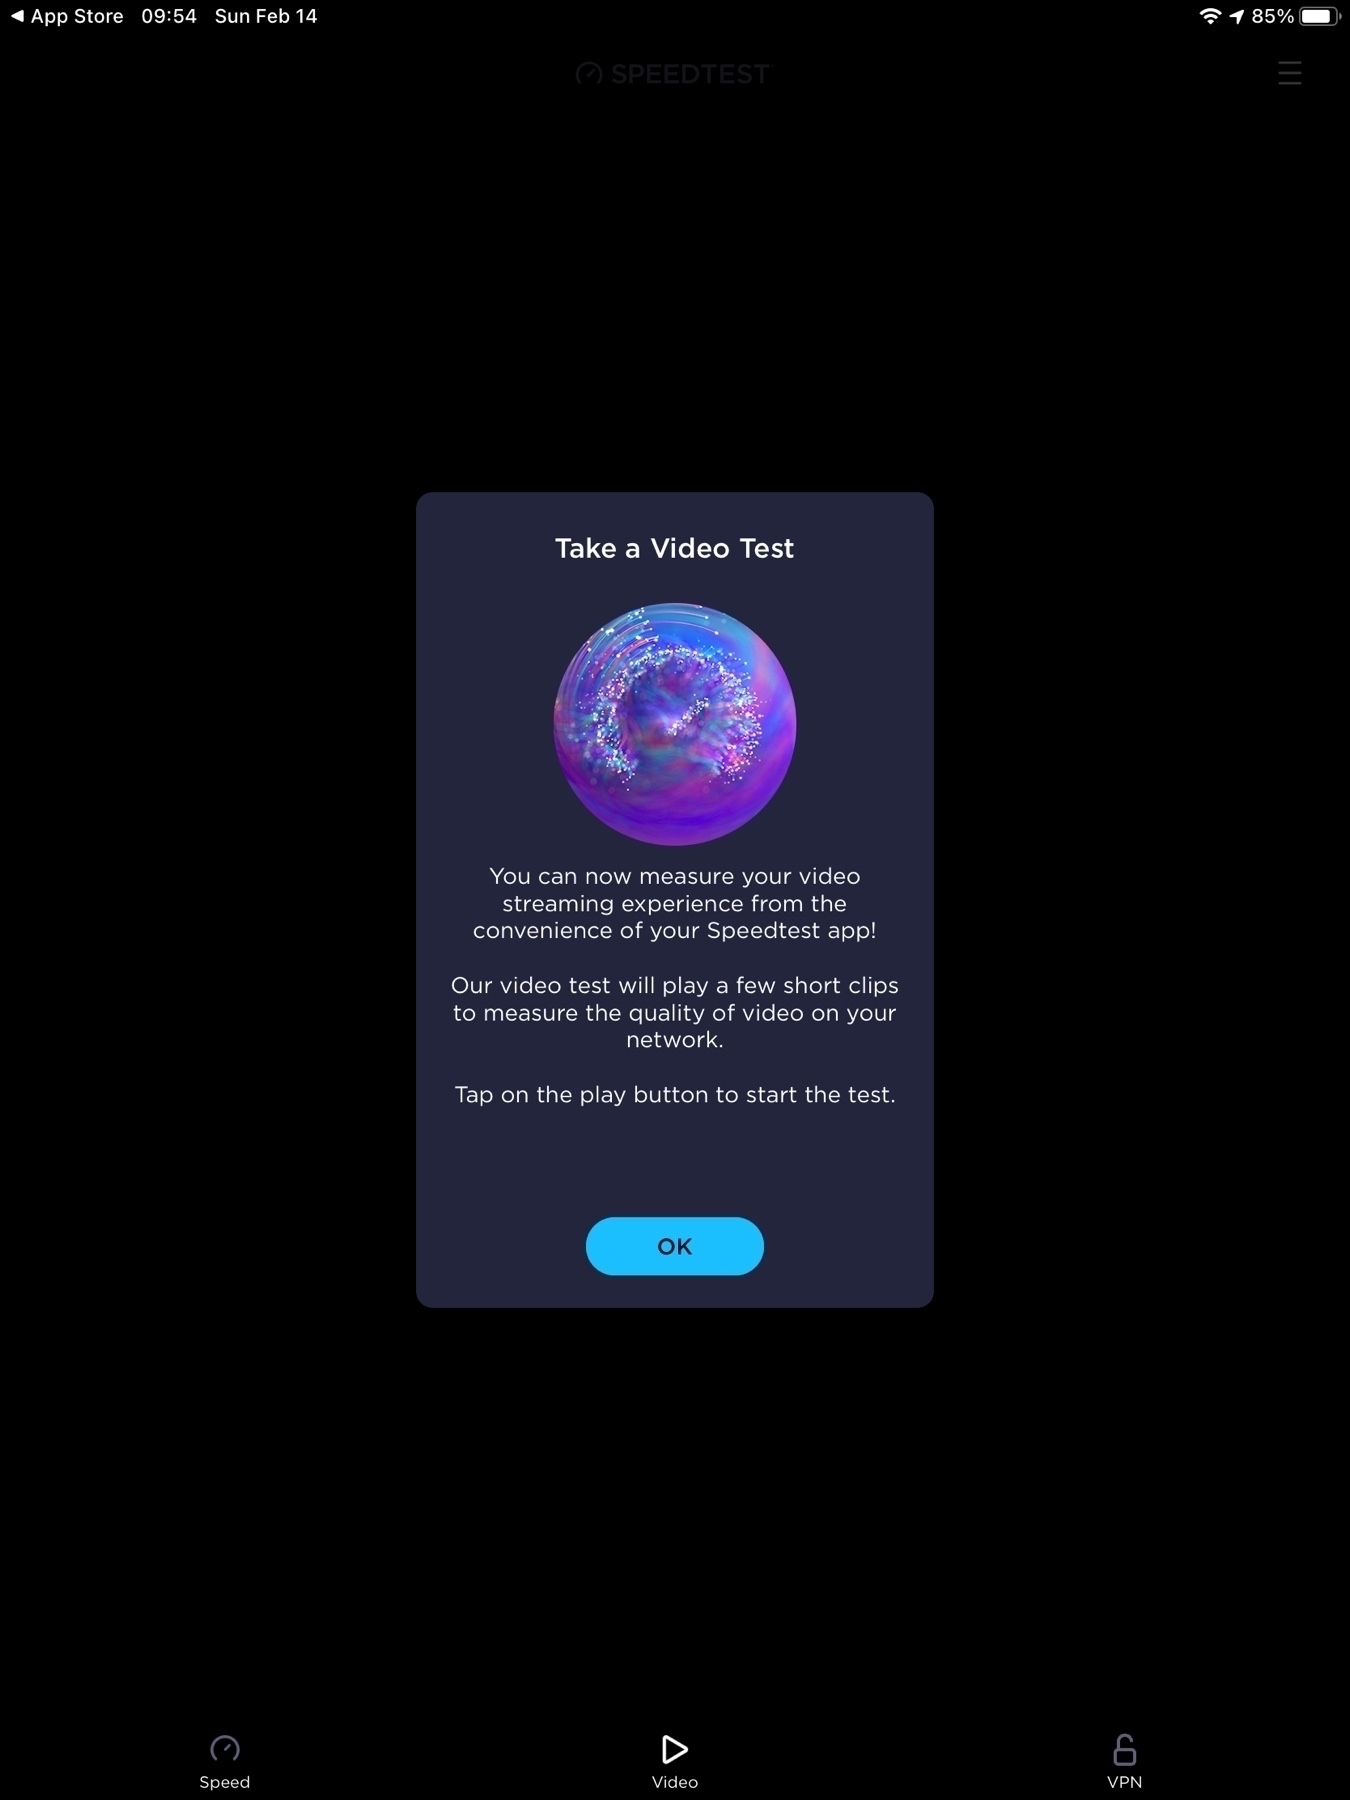 App Store 09:54 Sun Feb 14 85%
SPEEDTEST
Take a Video Test
You can now measure your video
streaming experience from the
convenience of your Speedtest app!
Our video test will play a few short clips
to measure the quality of video on your
network.
Tap on the play button to start the test.
OK
Speed Video VPN